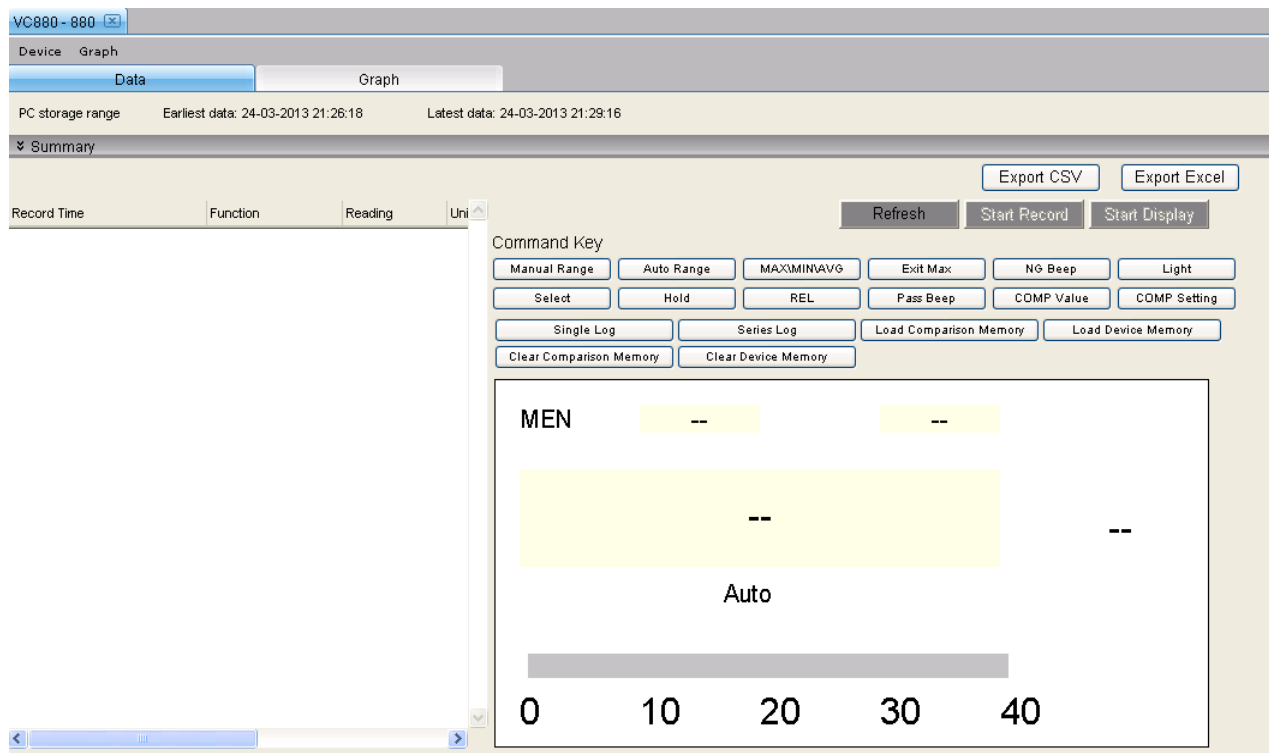 VC880 - 880
Device Graph
Data Graph
PC storage range Earliest data: 24-03-2013 21:26:18 Latest data: 24-03-2013 21:29:16
Summary
Export CSV Export Excel
Record Time Function Reading Uni Refresh Start Record Start Display
Command Key
Manual Range Auto Range MAX\MIN\AVG Exit Max NG Beep Light
Select Hold REL Pass Beep COMP Value COMP Setting
Single Log Series Log Load Comparison Memory Load Device Memory
Clear Comparison Memory Clear Device Memory
MEN -- --
-- --
Auto
0 10 20 30 40